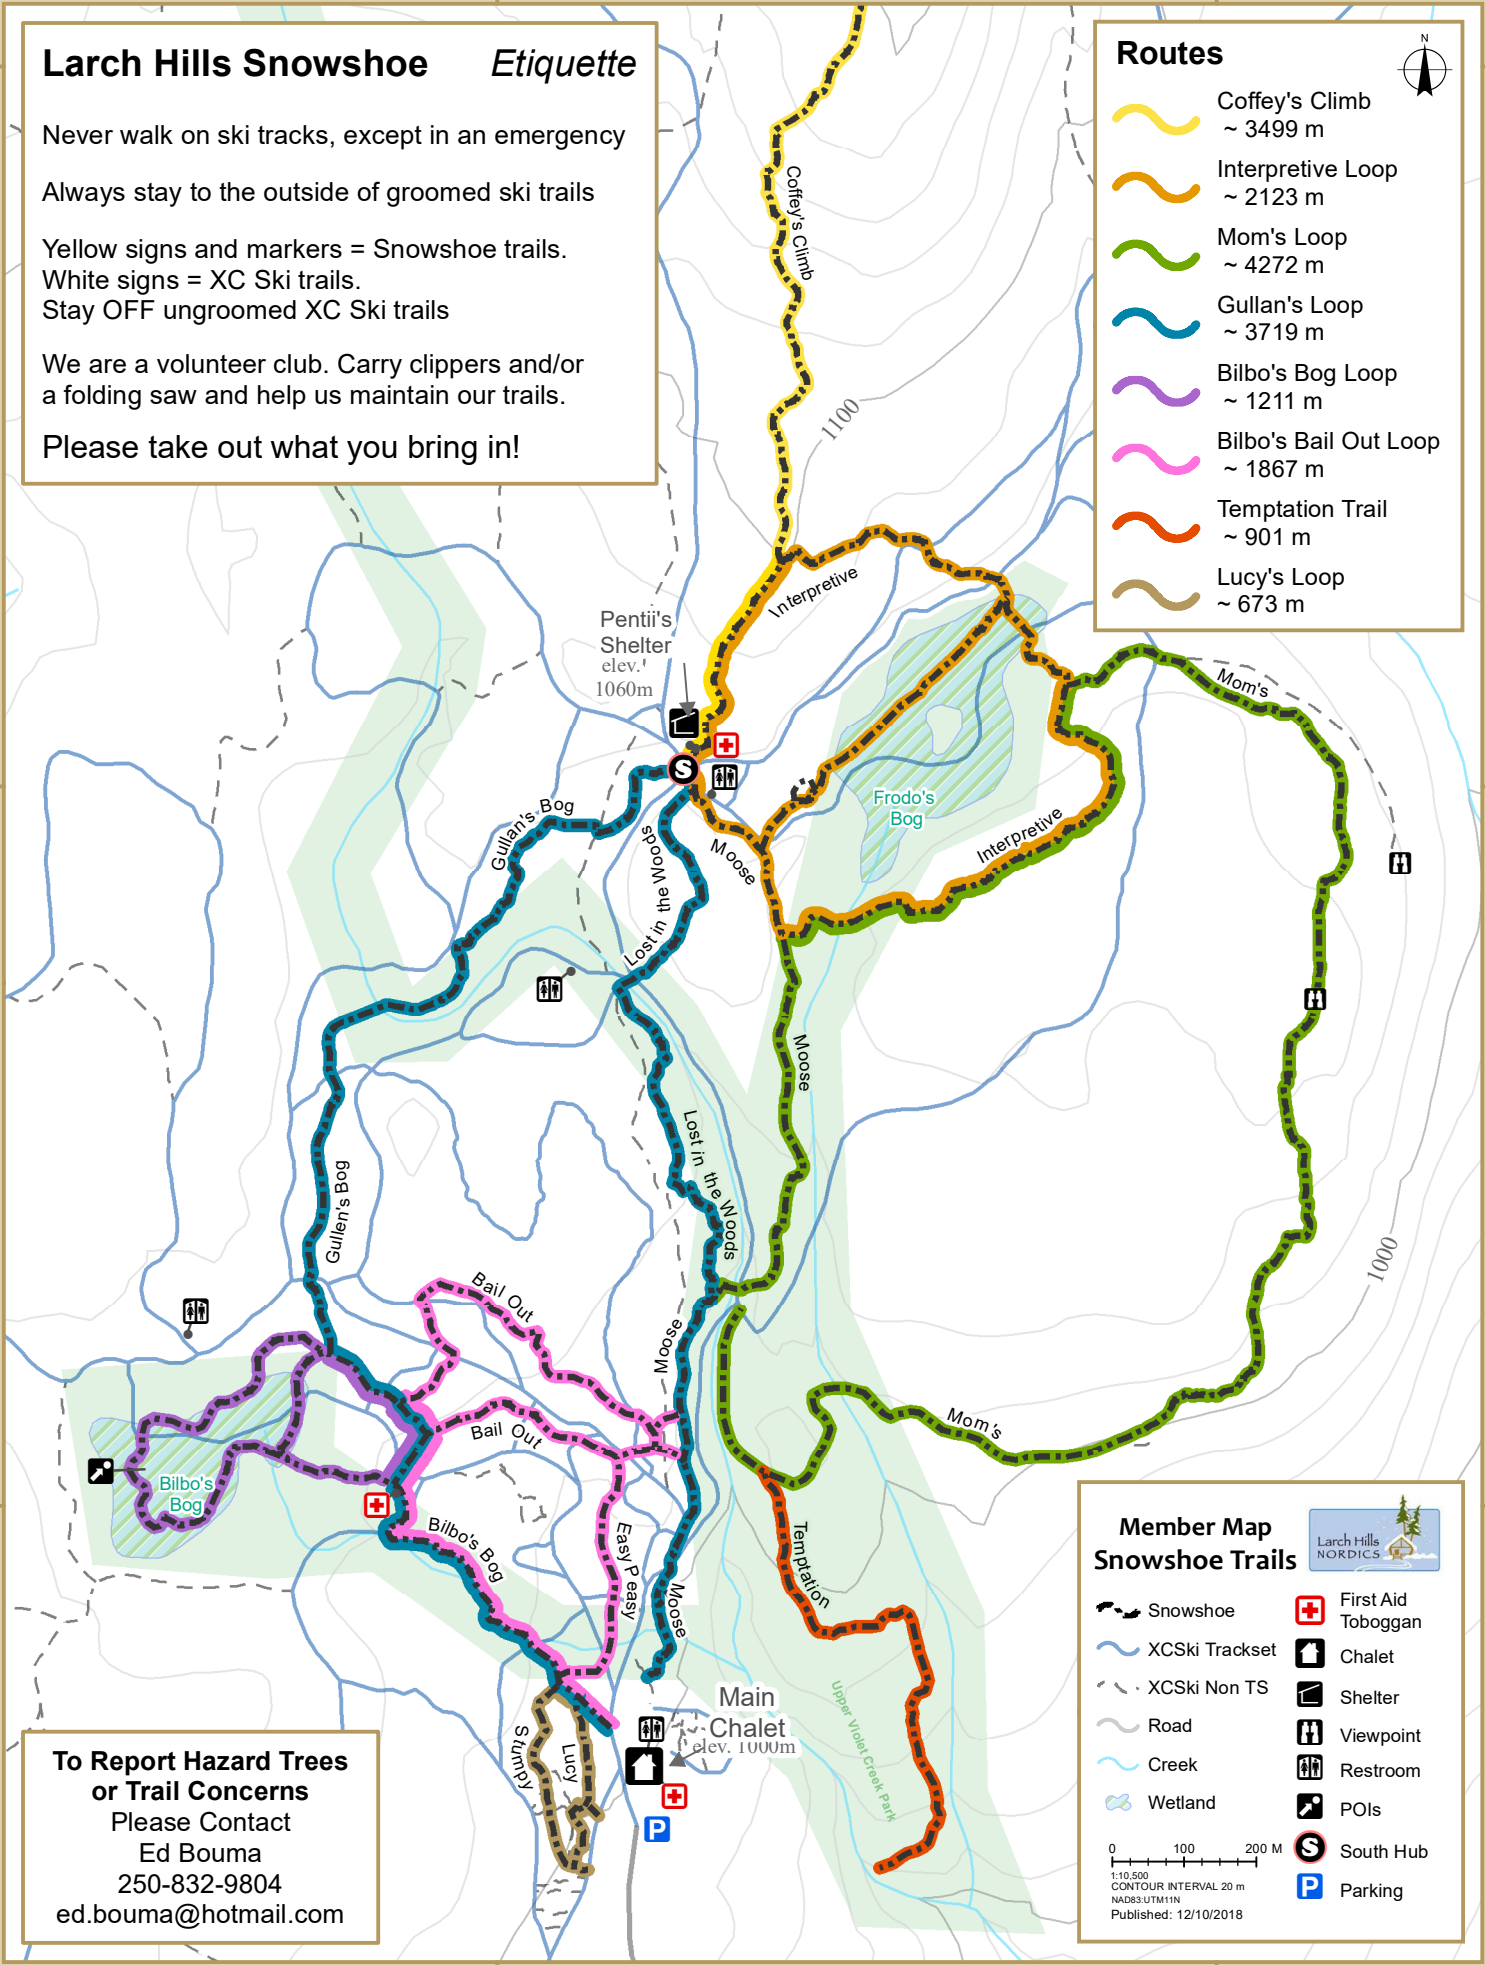 Larch Hills Snowshoe Etiquette
Never walk on ski tracks, except in an emergency
Always stay to the outside of groomed ski trails
Yellow signs and markers = Snowshoe trails.
White signs = XC Ski trails.
Stay OFF ungroomed XC Ski trails
We are a volunteer club. Carry clippers and/or
a folding saw and help us maintain our trails.
Please take out what you bring in!
Routes
N
Coffey's Climb
~ 3499 m
Interpretive Loop
~ 2123 m
Mom's Loop
~ 4272 m
Gullan's Loop
~ 3719 m
Bilbo's Bog Loop
~ 1211 m
Bilbo's Bail Out Loop
~ 1867 m
Temptation Trail
~ 901 m
Lucy's Loop
~ 673 m
Coffey's Climb
1100
Interpretive
Pentii's
Shelter
elev.
1060m
S
Mom's
Gullan's Bog
Lost in the Woods
Moose
Frodo's
Bog
Interpretive
Moose
Lost in the Woods
Gullen's Bog
1000
Bail Out
Moose
Bail Out
Mom's
Bilbo's
Bog
Bilbo's Bog
Easy Peasy
Moose
Temptation
Upper Violet Creek Park
Main
Chalet
elev. 1000m
Stumpy
Lucy
P
To Report Hazard Trees
or Trail Concerns
Please Contact
Ed Bouma
250-832-9804
ed.bouma@hotmail.com
Member Map
Snowshoe Trails
Larch Hills
NORDICS
Snowshoe
XCSki Trackset
XCSki Non TS
Road
Creek
Wetland
First Aid
Toboggan
Chalet
Shelter
Viewpoint
Restroom
POIs
S South Hub
P Parking
0 100 200 M
1:10,500
CONTOUR INTERVAL 20 m
NAD83:UTM11N
Published: 12/10/2018